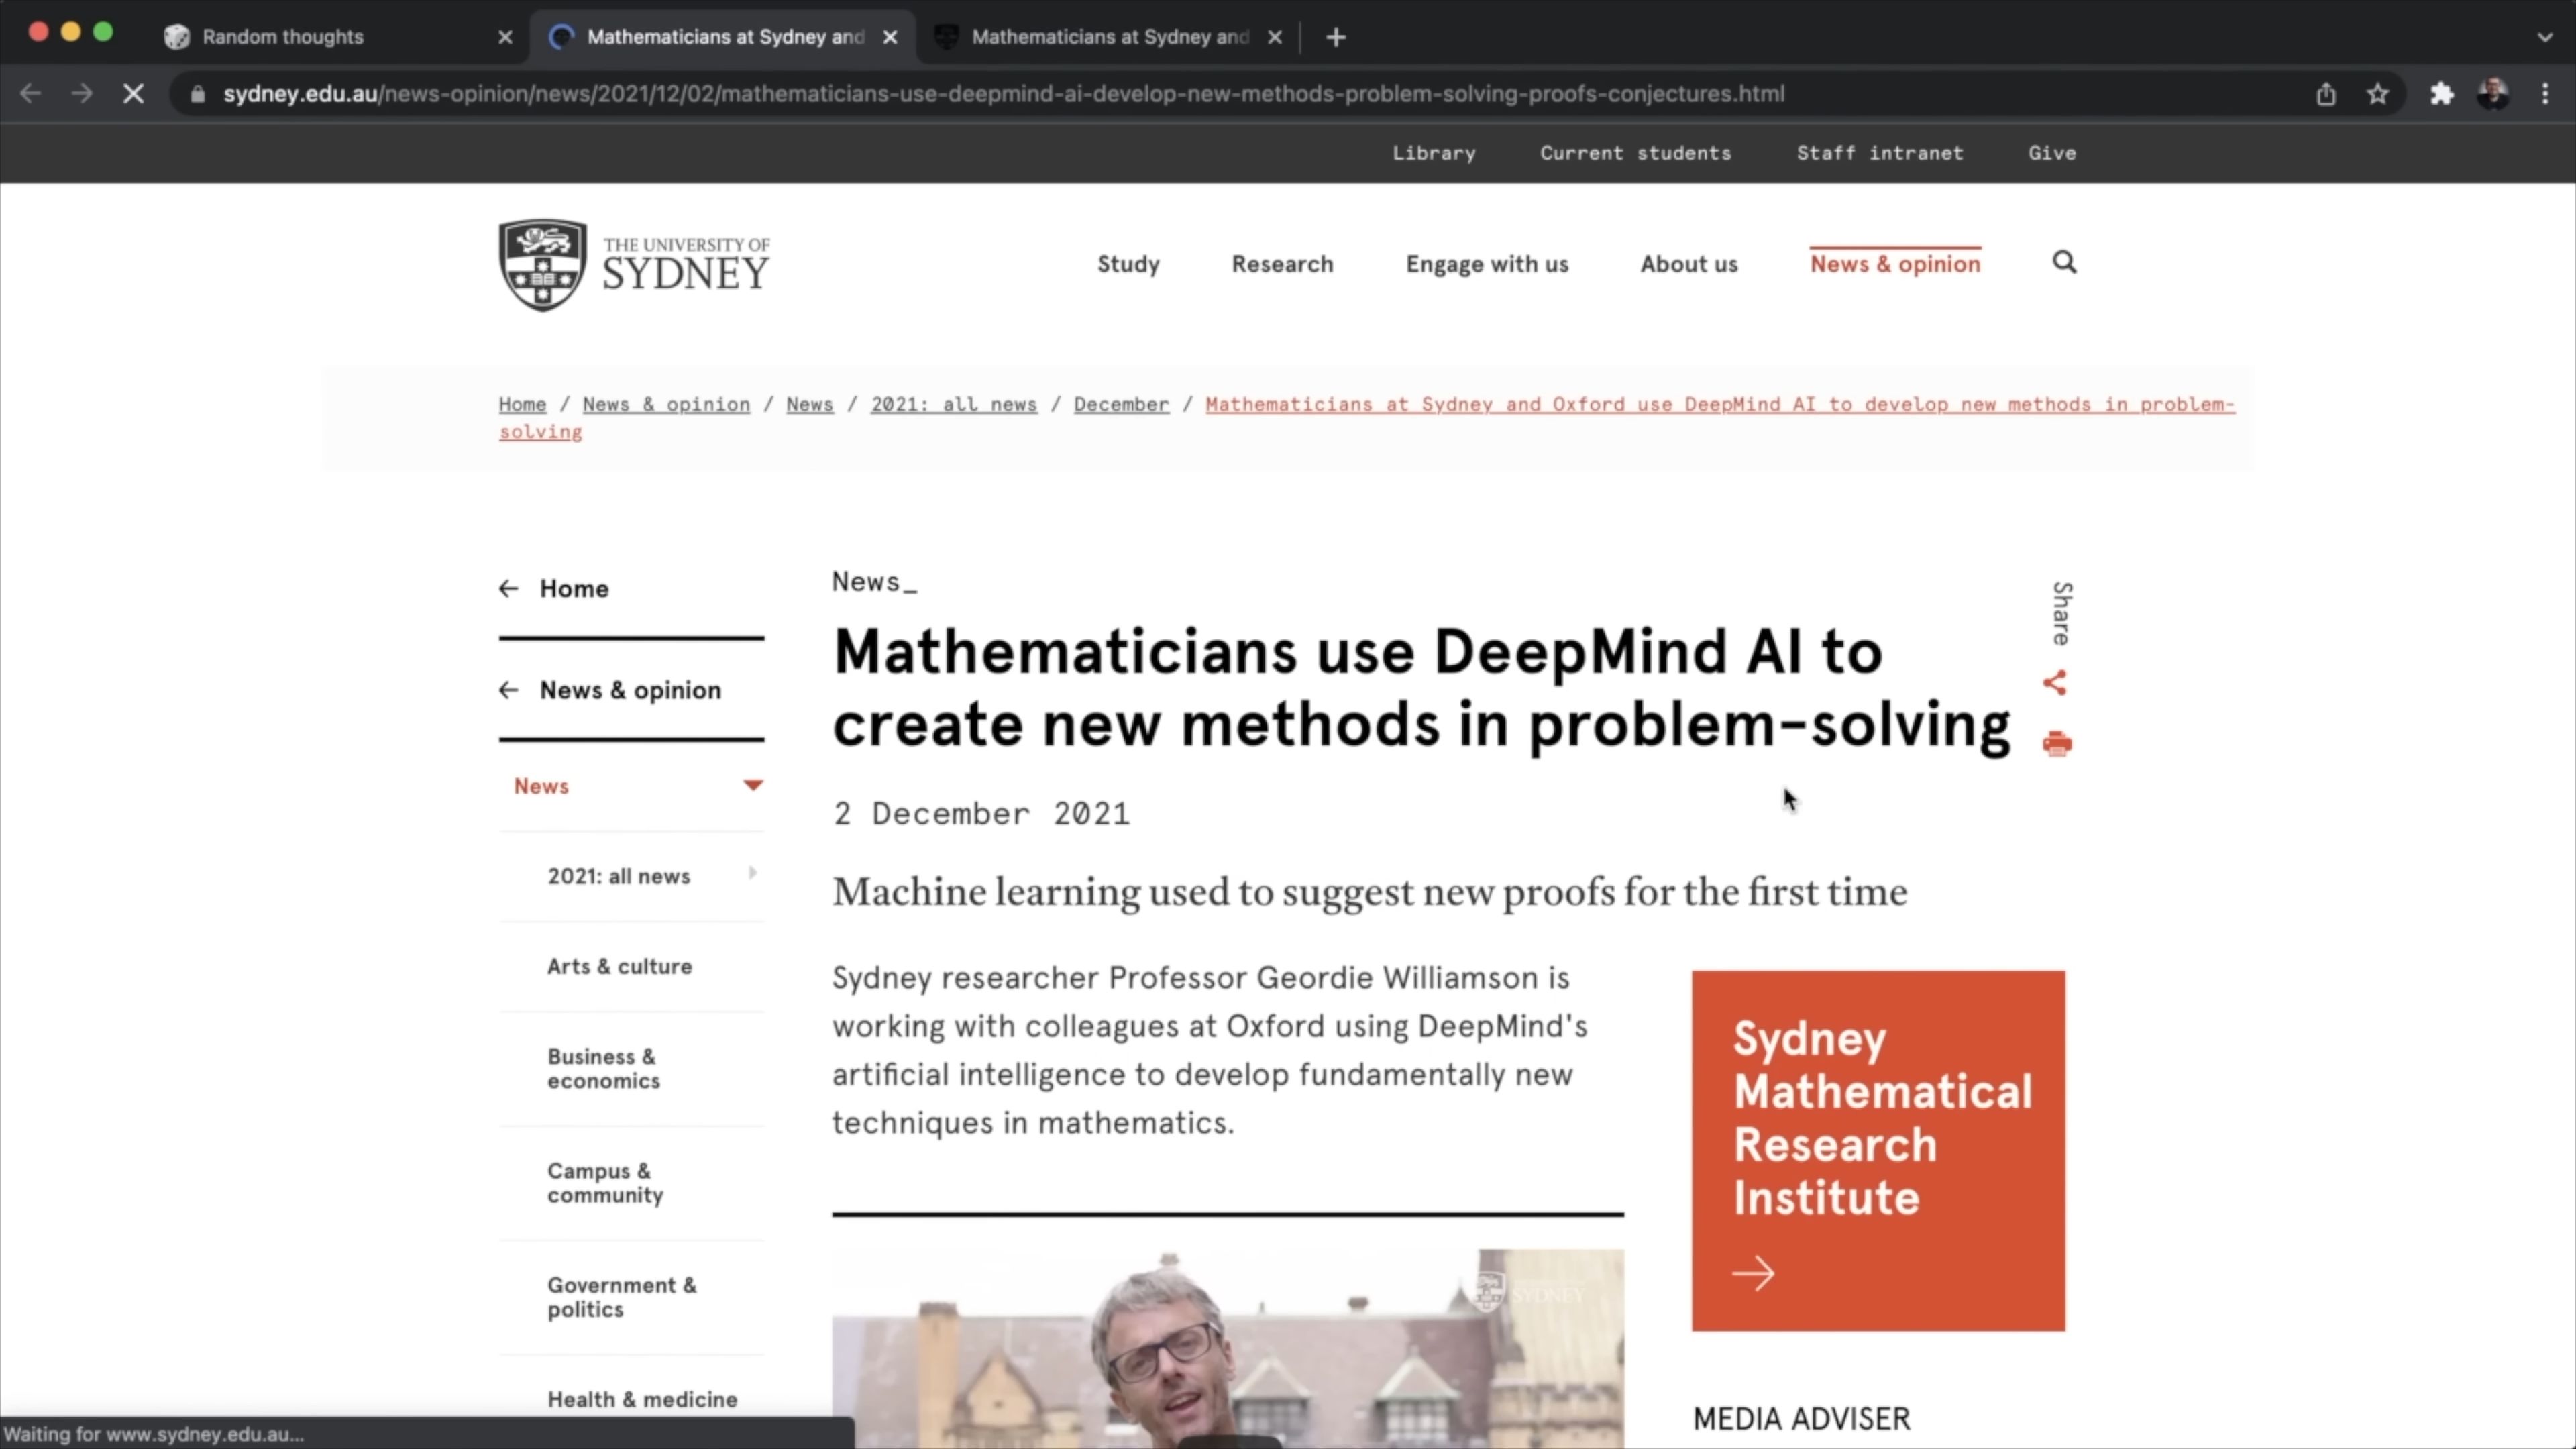 Random thoughts
Mathematicians at Sydney and
Mathematicians at Sydney and
sydney.edu.au/news-opinion/news/2021/12/02/mathematicians-use-deepmind-ai-develop-new-methods-problem-solving-proofs-conjectures.html
Library Current students Staff intranet Give
THE UNIVERSITY OF
SYDNEY
Study Research Engage with us About us News & opinion
Home / News & opinion / News / 2021: all news / December / Mathematicians at Sydney and Oxford use DeepMind AI to develop new methods in problem-
solving
← Home
← News & opinion
News
2021: all news
Arts & culture
Business &
economics
Campus &
community
Government &
politics
Health & medicine
News_
Mathematicians use DeepMind AI to
create new methods in problem-solving
2 December 2021
Machine learning used to suggest new proofs for the first time
Sydney researcher Professor Geordie Williamson is
working with colleagues at Oxford using DeepMind's
artificial intelligence to develop fundamentally new
techniques in mathematics.
SYDNEY
Share
Sydney
Mathematical
Research
Institute
MEDIA ADVISER
Waiting for www.sydney.edu.au...